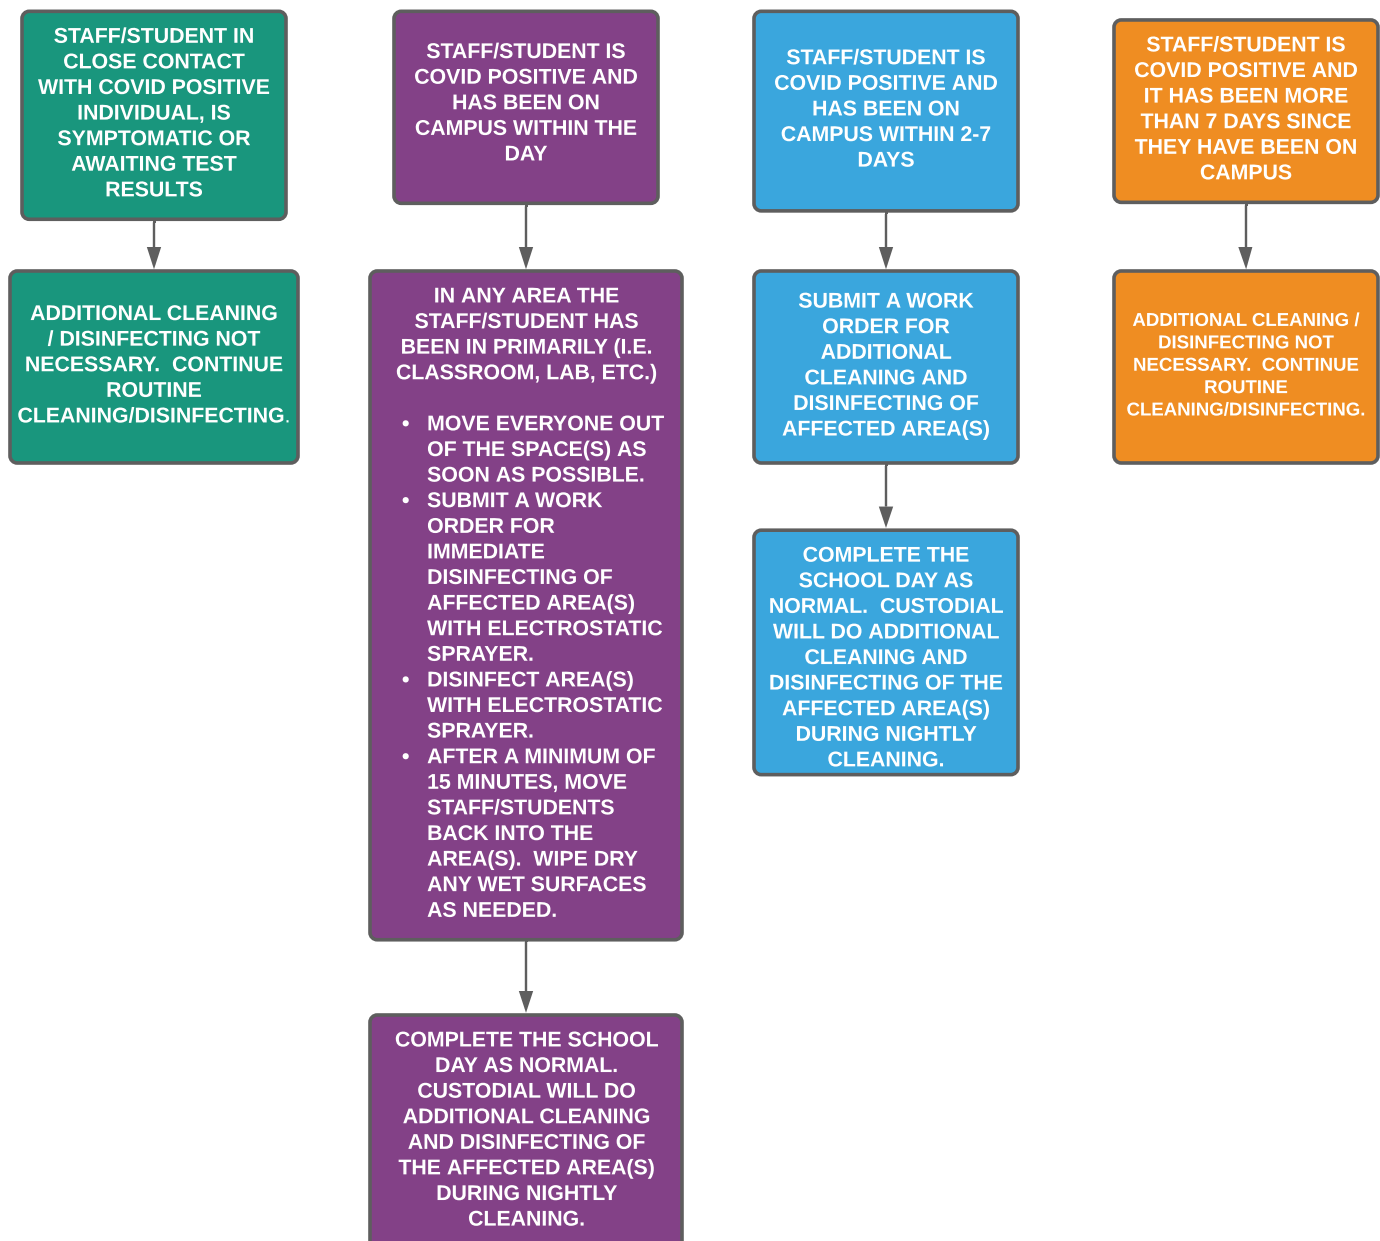 STAFF/STUDENT IN
CLOSE CONTACT
WITH COVID POSITIVE
INDIVIDUAL, IS
SYMPTOMATIC OR
AWAITING TEST
RESULTS
ADDITIONAL CLEANING
/ DISINFECTING NOT
NECESSARY.  CONTINUE
ROUTINE
CLEANING/DISINFECTING.
STAFF/STUDENT IS
COVID POSITIVE AND
HAS BEEN ON
CAMPUS WITHIN THE
DAY
IN ANY AREA THE
STAFF/STUDENT HAS
BEEN IN PRIMARILY (I.E.
CLASSROOM, LAB, ETC.)
• MOVE EVERYONE OUT
OF THE SPACE(S) AS
SOON AS POSSIBLE.
• SUBMIT A WORK
ORDER FOR
IMMEDIATE
DISINFECTING OF
AFFECTED AREA(S)
WITH ELECTROSTATIC
SPRAYER.
• DISINFECT AREA(S)
WITH ELECTROSTATIC
SPRAYER.
• AFTER A MINIMUM OF
15 MINUTES, MOVE
STAFF/STUDENTS
BACK INTO THE
AREA(S).  WIPE DRY
ANY WET SURFACES
AS NEEDED.
COMPLETE THE SCHOOL
DAY AS NORMAL.
CUSTODIAL WILL DO
ADDITIONAL CLEANING
AND DISINFECTING OF
THE AFFECTED AREA(S)
DURING NIGHTLY
CLEANING.
STAFF/STUDENT IS
COVID POSITIVE AND
HAS BEEN ON
CAMPUS WITHIN 2-7
DAYS
SUBMIT A WORK
ORDER FOR
ADDITIONAL
CLEANING AND
DISINFECTING OF
AFFECTED AREA(S)
COMPLETE THE
SCHOOL DAY AS
NORMAL.  CUSTODIAL
WILL DO ADDITIONAL
CLEANING AND
DISINFECTING OF THE
AFFECTED AREA(S)
DURING NIGHTLY
CLEANING.
STAFF/STUDENT IS
COVID POSITIVE AND
IT HAS BEEN MORE
THAN 7 DAYS SINCE
THEY HAVE BEEN ON
CAMPUS
ADDITIONAL CLEANING /
DISINFECTING NOT
NECESSARY.  CONTINUE
ROUTINE
CLEANING/DISINFECTING.